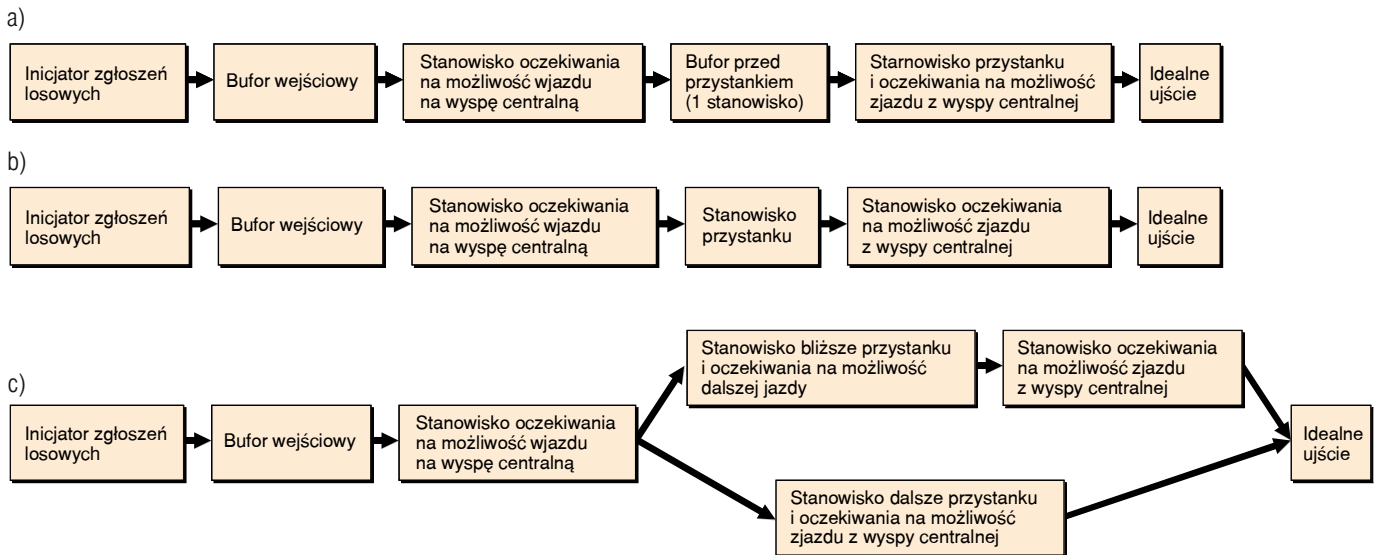 a)
Inicjator zgłoszeń
losowych
Bufor wejściowy
Stanowisko oczekiwania
na możliwość wjazdu
na wyspę centralną
Bufor przed
przystankiem
(1 stanowisko)
Starnowisko przystanku
i oczekiwania na możliwość
zjazdu z wyspy centralnej
Idealne
ujście
b)
Inicjator zgłoszeń
losowych
Bufor wejściowy
Stanowisko oczekiwania
na możliwość wjazdu
na wyspę centralną
Stanowisko
przystanku
Stanowisko oczekiwania
na możliwość zjazdu
z wyspy centralnej
Idealne
ujście
c)
Inicjator zgłoszeń
losowych
Bufor wejściowy
Stanowisko oczekiwania
na możliwość wjazdu
na wyspę centralną
Stanowisko bliższe przystanku
i oczekiwania na możliwość
dalszej jazdy
Stanowisko oczekiwania
na możliwość zjazdu
z wyspy centralnej
Stanowisko dalsze przystanku
i oczekiwania na możliwość
zjazdu z wyspy centralnej
Idealne
ujście